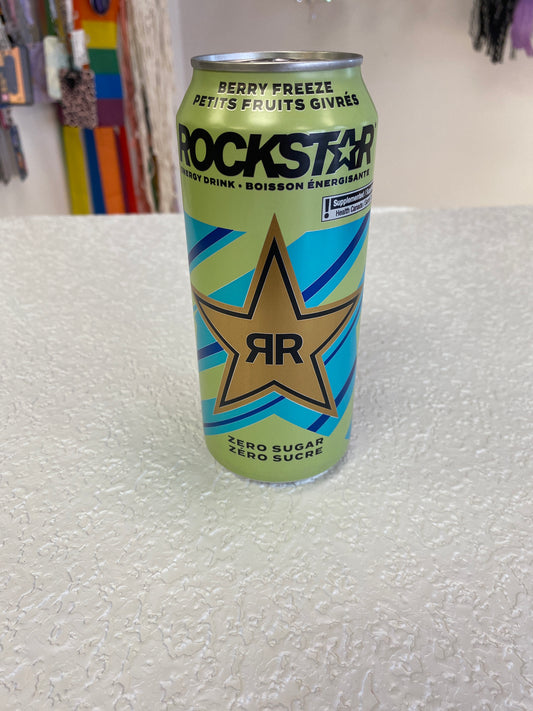 BERRY FREEZE
PETITS FRUITS GIVRÉS
ROCKSTAR
ENERGY DRINK • BOISSON ÉNERGISANTE
! Supplemented
Health Canada
RR
ZERO SUGAR
ZÉRO SUCRE